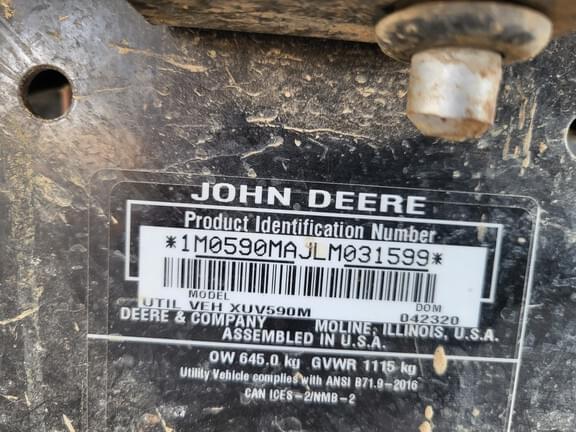 JOHN DEERE
Product Identification Number
*1M0590MAJLM031599*
MODEL DOM
UTIL VEH XUV590M 042320
DEERE & COMPANY MOLINE, ILLINOIS, U.S.A.
ASSEMBLED IN U.S.A.
OW 645.0 kg GVWR 1115 kg
Utility Vehicle complies with ANSI B71.9-2016
CAN ICES-2/NMB-2